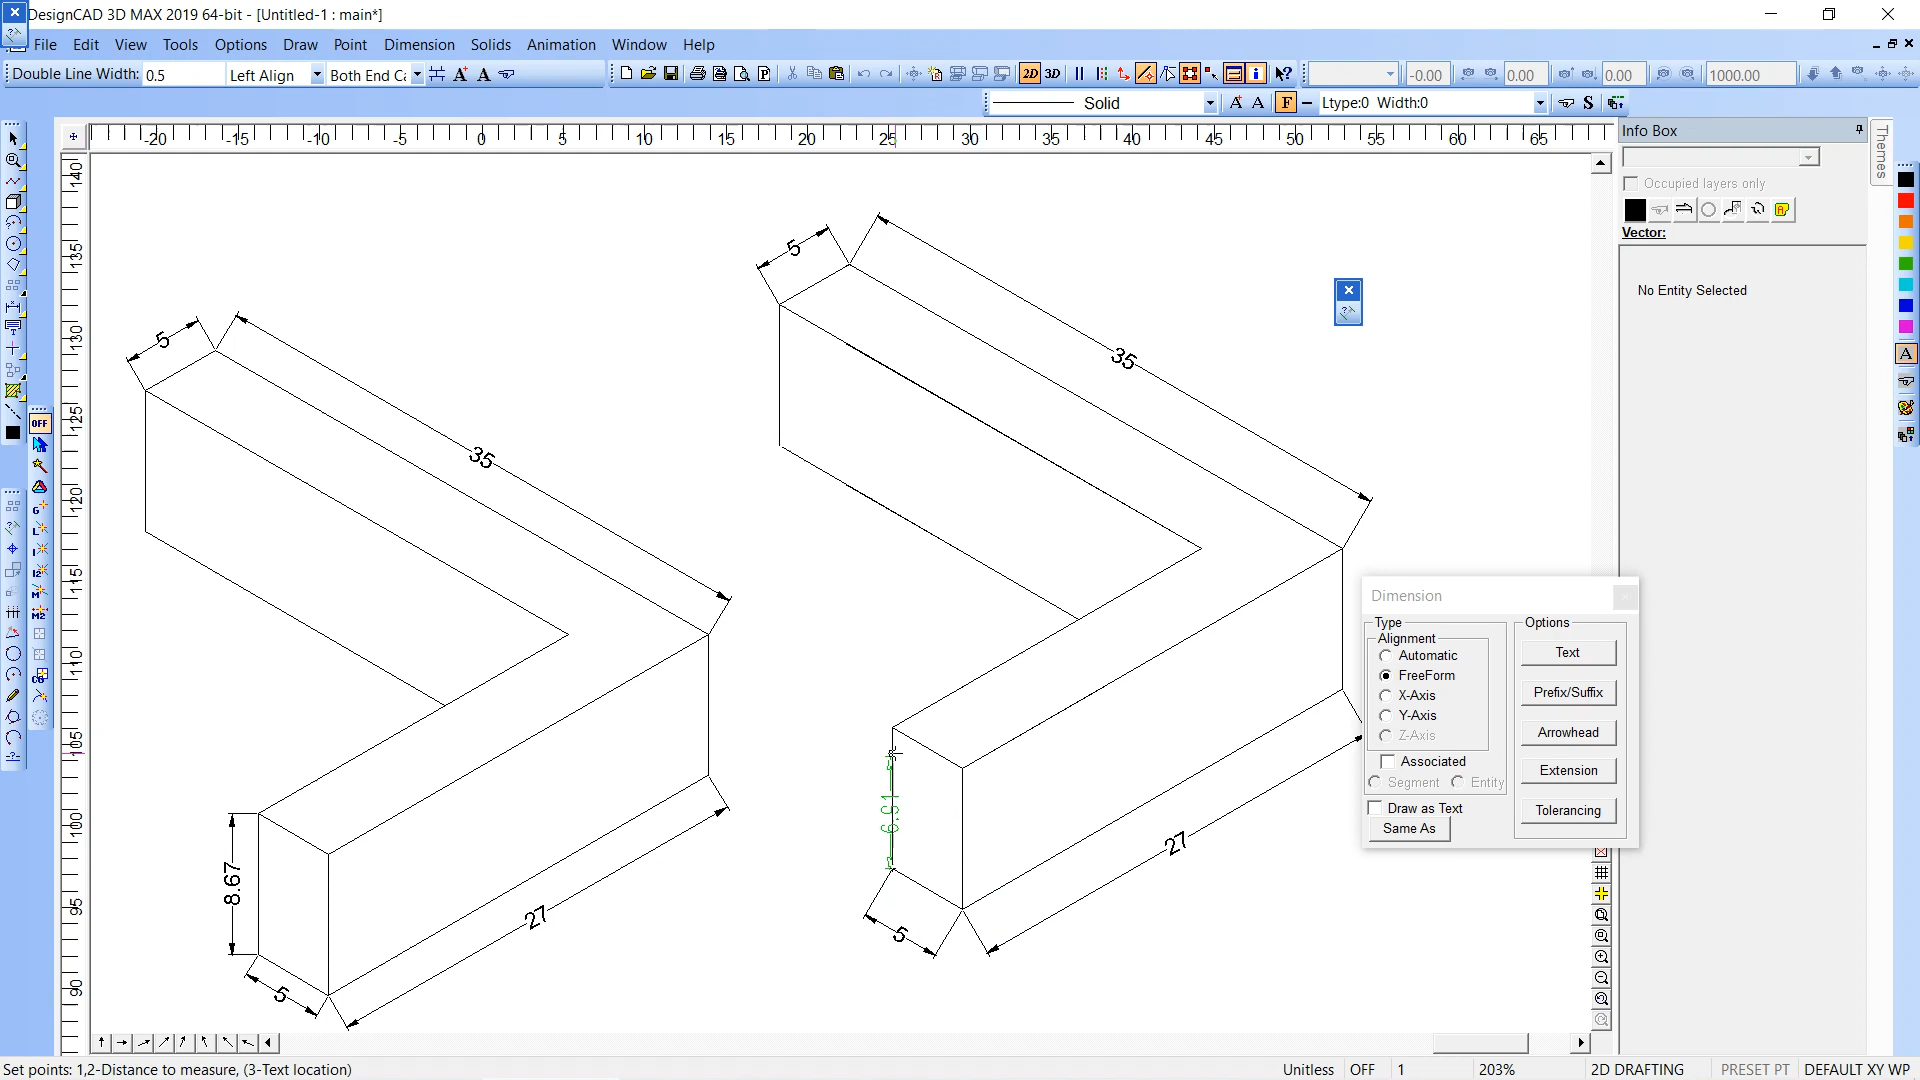 DesignCAD 3D MAX 2019 64-bit - [Untitled-1 : main*]
File Edit View Tools Options Draw Point Dimension Solids Animation Window Help
Double Line Width: 0.5 Left Align Both End Ca 2D 3D -0.00 0.00 0.00 1000.00
Solid F Ltype:0 Width:0 S
-20 -15 -10 -5 0 5 10 15 20 25 30 35 40 45 50 55 60 65
Info Box
Themes
Occupied layers only
Vector:
No Entity Selected
140
135
130
125
120
115
110
105
100
95
90
OFF
5
35
8.67
5
27
5
35
6.91
5
27
Dimension
Type
Alignment
Automatic
FreeForm
X-Axis
Y-Axis
Z-Axis
Associated
Segment Entity
Draw as Text
Same As
Options
Text
Prefix/Suffix
Arrowhead
Extension
Tolerancing
Set points: 1,2-Distance to measure, (3-Text location) Unitless OFF 1 203% 2D DRAFTING PRESET PT DEFAULT XY WP